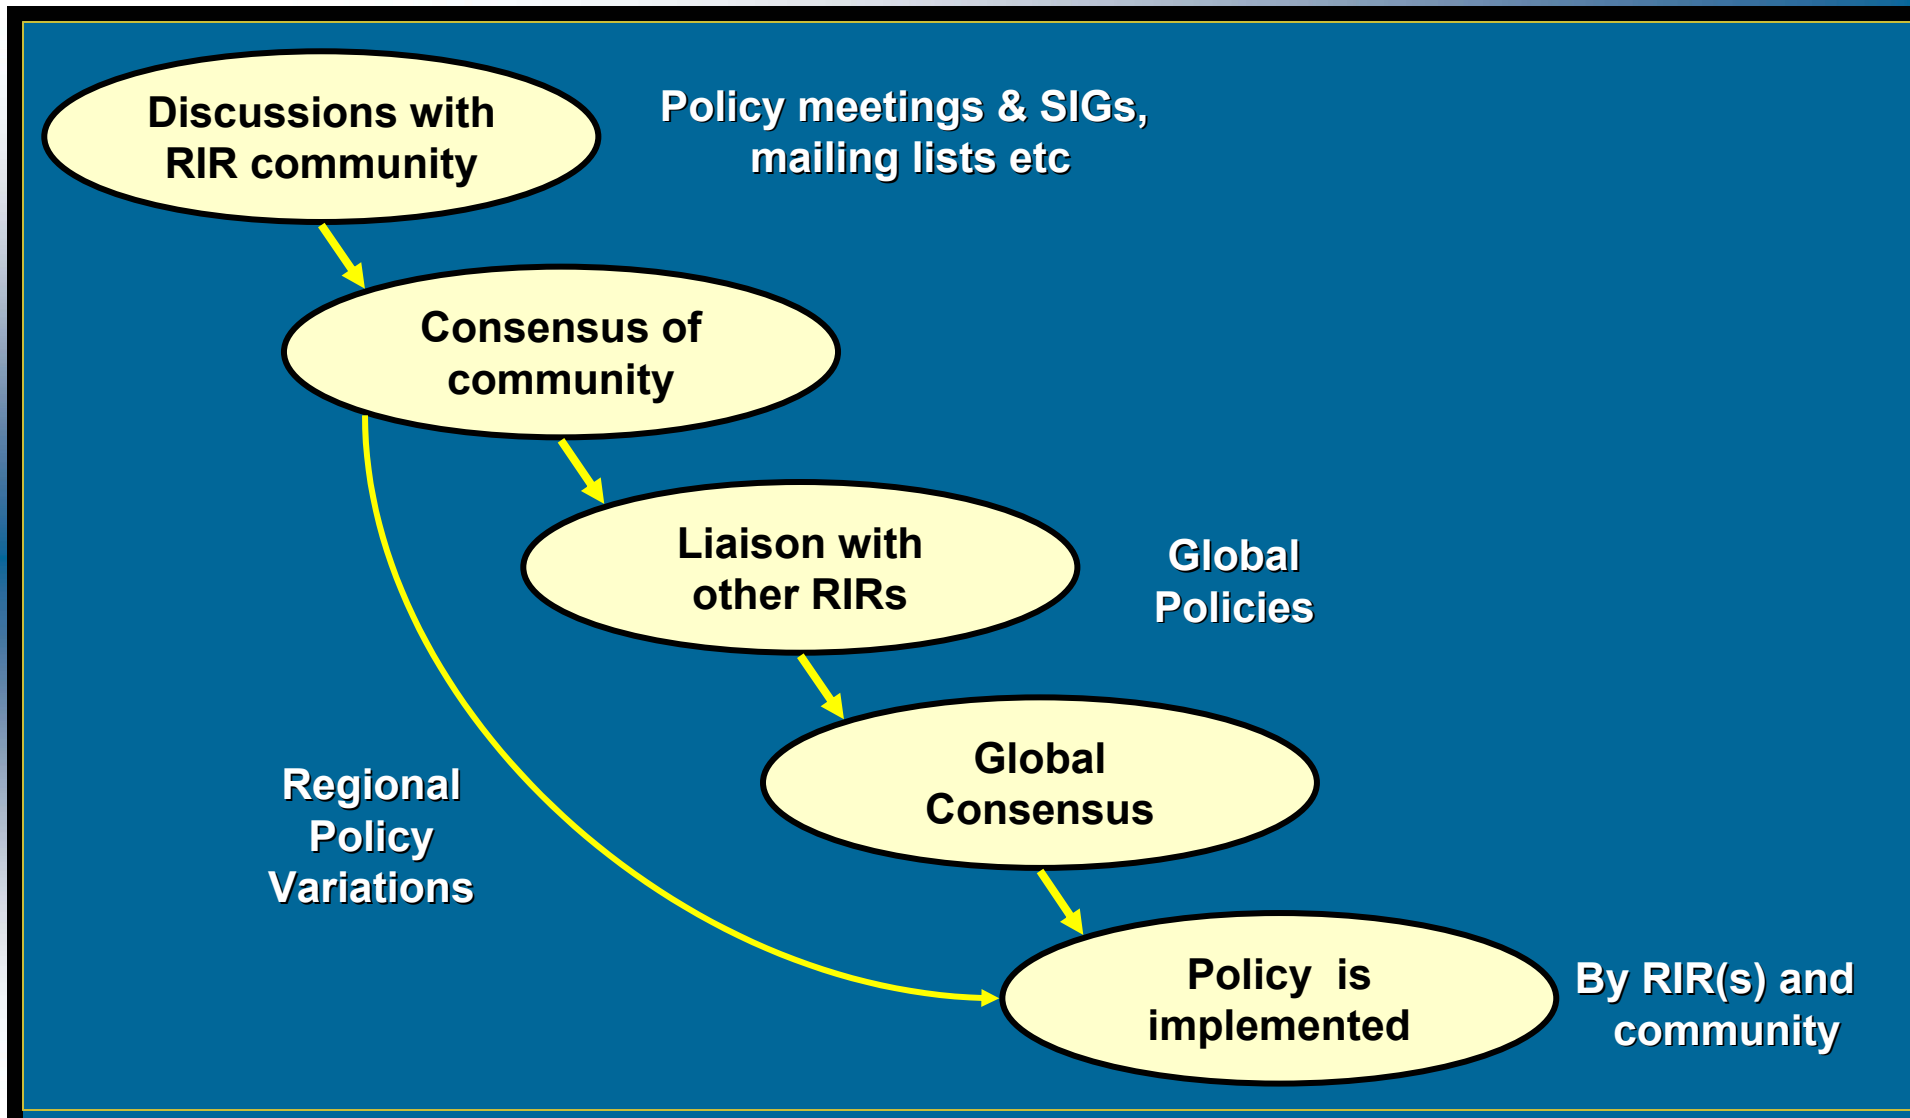 Discussions with
RIR community
Policy meetings & SIGs,
mailing lists etc
Consensus of
community
Liaison with
other RIRs
Global
Policies
Global
Consensus
Regional
Policy
Variations
Policy  is
implemented
By RIR(s) and
community